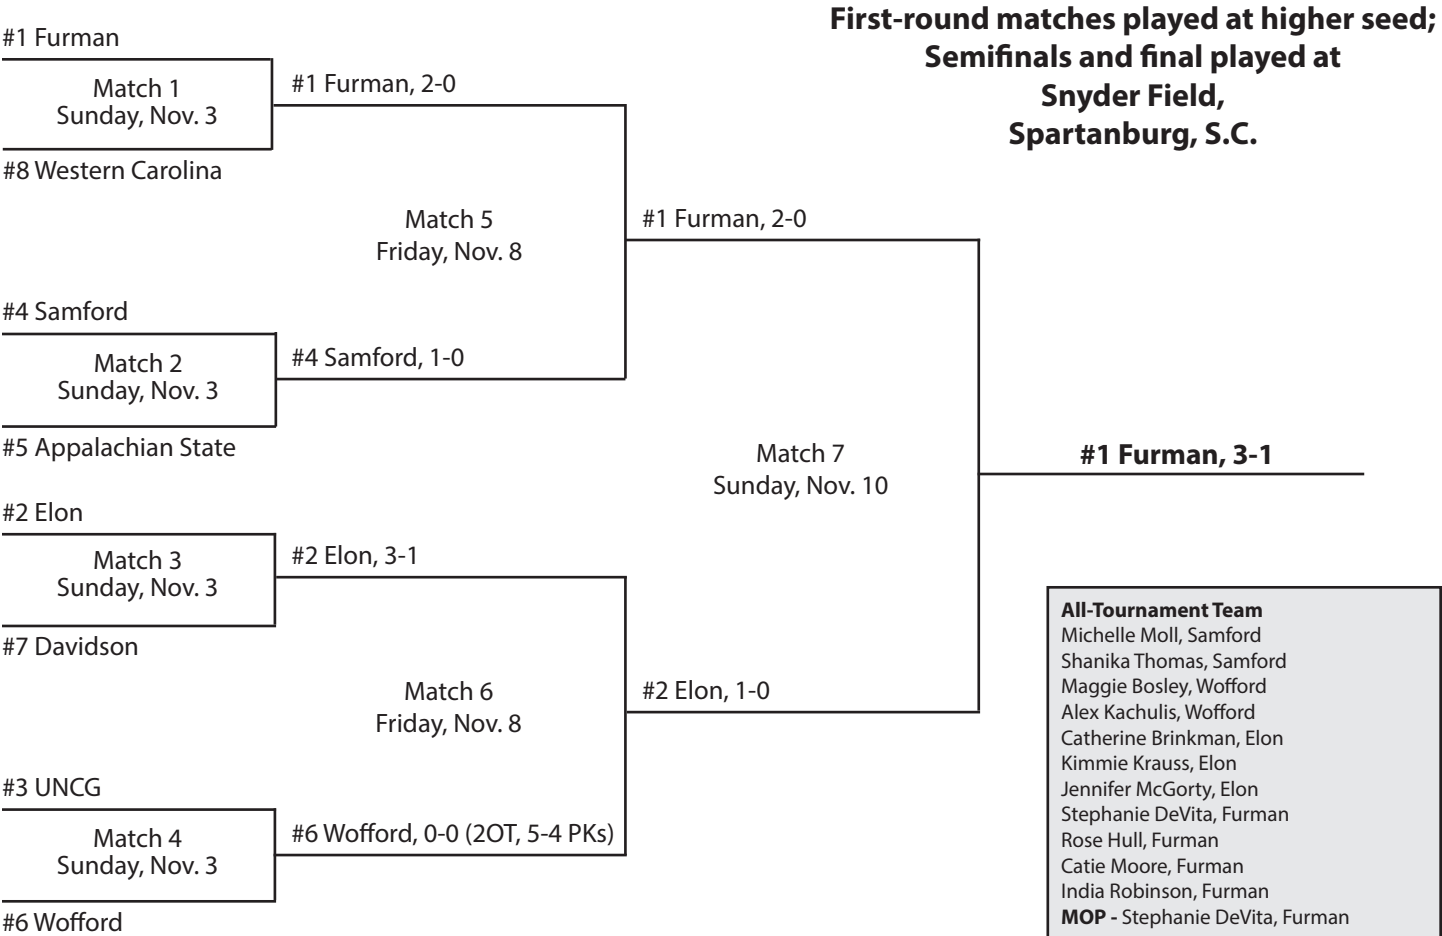 First-round matches played at higher seed;
Semifinals and final played at
Snyder Field,
Spartanburg, S.C.
#1 Furman
Match 1
Sunday, Nov. 3
#8 Western Carolina
#1 Furman, 2-0
Match 5
Friday, Nov. 8
#4 Samford
Match 2
Sunday, Nov. 3
#5 Appalachian State
#4 Samford, 1-0
#1 Furman, 2-0
#2 Elon
Match 3
Sunday, Nov. 3
#7 Davidson
#2 Elon, 3-1
Match 6
Friday, Nov. 8
#3 UNCG
Match 4
Sunday, Nov. 3
#6 Wofford
#6 Wofford, 0-0 (2OT, 5-4 PKs)
#2 Elon, 1-0
Match 7
Sunday, Nov. 10
#1 Furman, 3-1
All-Tournament Team
Michelle Moll, Samford
Shanika Thomas, Samford
Maggie Bosley, Wofford
Alex Kachulis, Wofford
Catherine Brinkman, Elon
Kimmie Krauss, Elon
Jennifer McGorty, Elon
Stephanie DeVita, Furman
Rose Hull, Furman
Catie Moore, Furman
India Robinson, Furman
MOP - Stephanie DeVita, Furman